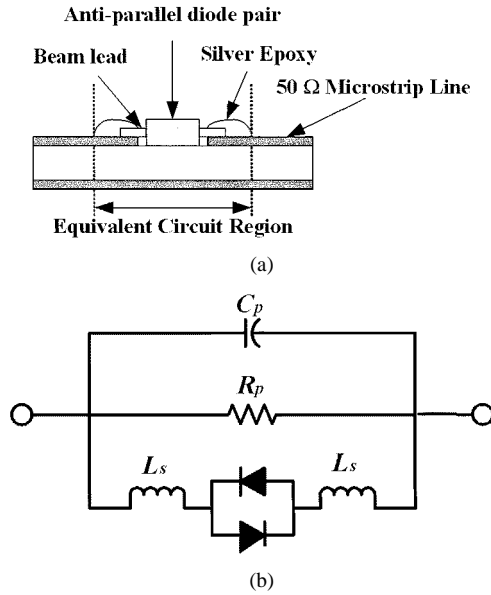 Anti-parallel diode pair
Beam lead
Silver Epoxy
50 Ω Microstrip Line
Equivalent Circuit Region
(a)
Cp
Rp
Ls
Ls
(b)